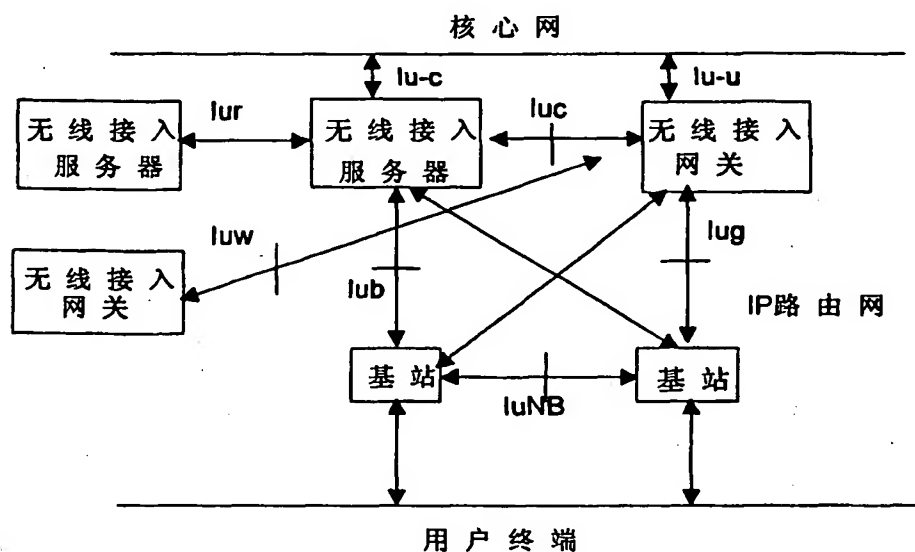 核心网
Iu-c
Iu-u
Iur
Iuc
无线接入
服务器
无线接入
服务器
无线接入
网关
Iuw
Iub
Iug
无线接入
网关
IP路由网
基站
基站
IuNB
用户终端